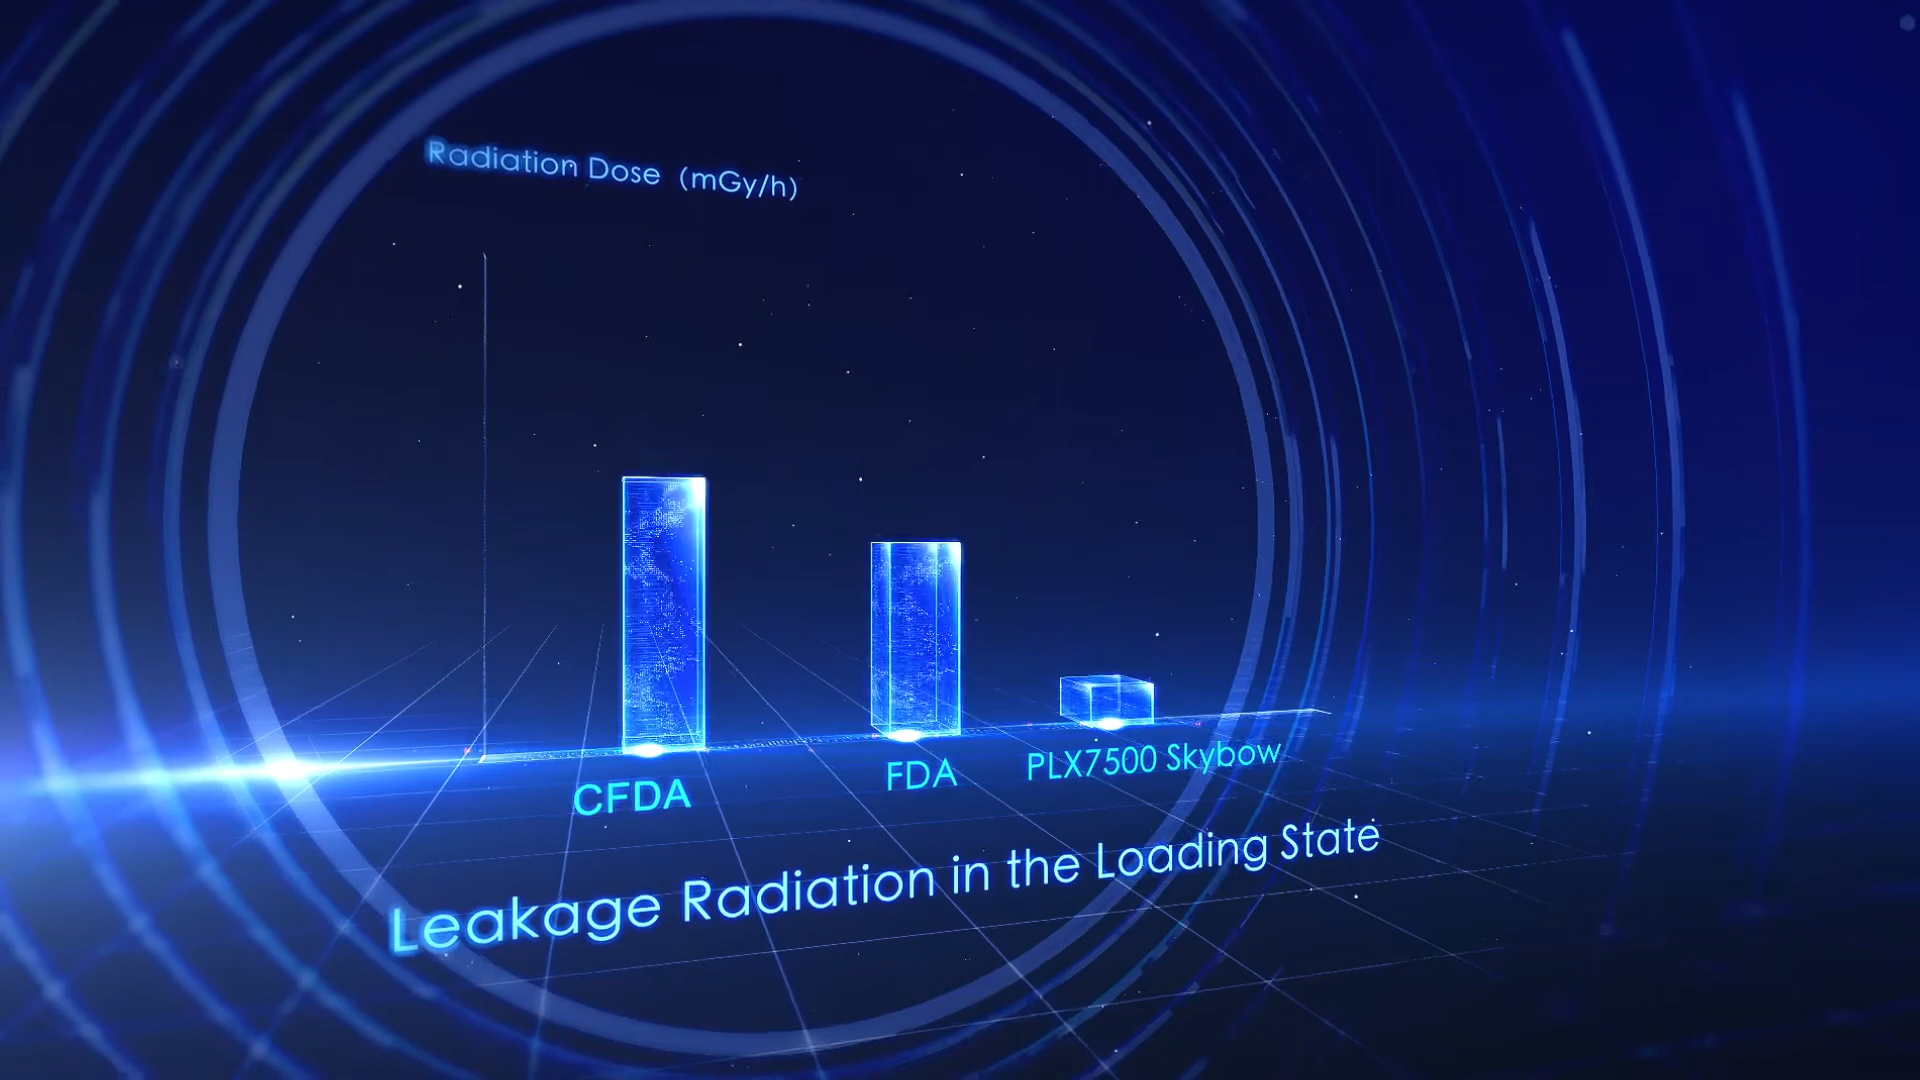 Radiation Dose (mGy/h)
CFDA
FDA
PLX7500 Skybow
Leakage Radiation in the Loading State